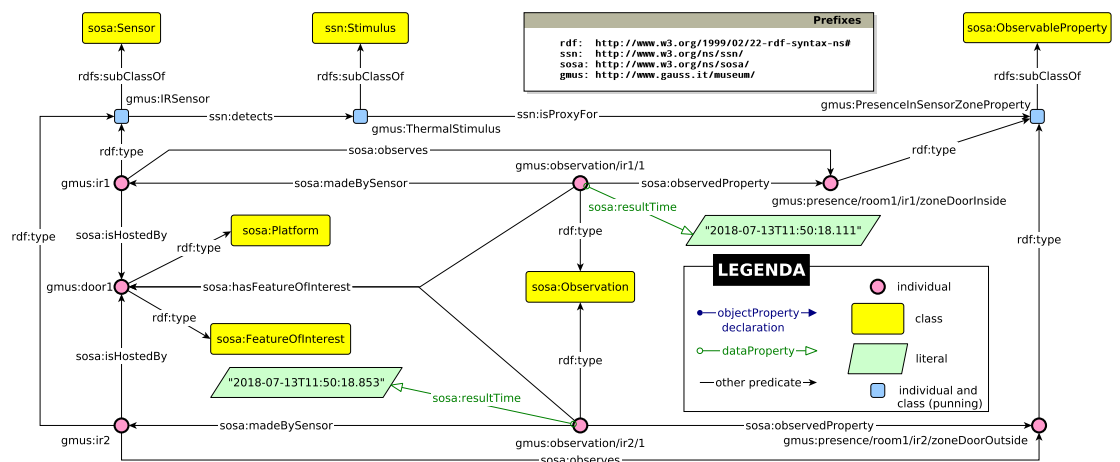 sosa:Sensor
ssn:Stimulus
Prefixes
rdf: http://www.w3.org/1999/02/22-rdf-syntax-ns#
ssn: http://www.w3.org/ns/ssn/
sosa: http://www.w3.org/ns/sosa/
gmus: http://www.gauss.it/museum/
sosa:ObservableProperty
rdfs:subClassOf
rdfs:subClassOf
rdfs:subClassOf
gmus:IRSensor
ssn:detects
gmus:ThermalStimulus
ssn:isProxyFor
gmus:PresenceInSensorZoneProperty
rdf:type
sosa:observes
rdf:type
gmus:observation/ir1/1
gmus:ir1
sosa:madeBySensor
sosa:observedProperty
gmus:presence/room1/ir1/zoneDoorInside
sosa:resultTime
"2018-07-13T11:50:18.111"
rdf:type
sosa:isHostedBy
rdf:type
sosa:Platform
rdf:type
rdf:type
gmus:door1
sosa:hasFeatureOfInterest
sosa:Observation
rdf:type
sosa:FeatureOfInterest
sosa:isHostedBy
rdf:type
"2018-07-13T11:50:18.853"
sosa:resultTime
LEGENDA
individual
objectProperty
declaration
class
dataProperty
literal
other predicate
individual and
class (punning)
gmus:ir2
sosa:madeBySensor
gmus:observation/ir2/1
sosa:observedProperty
gmus:presence/room1/ir2/zoneDoorOutside
sosa:observes